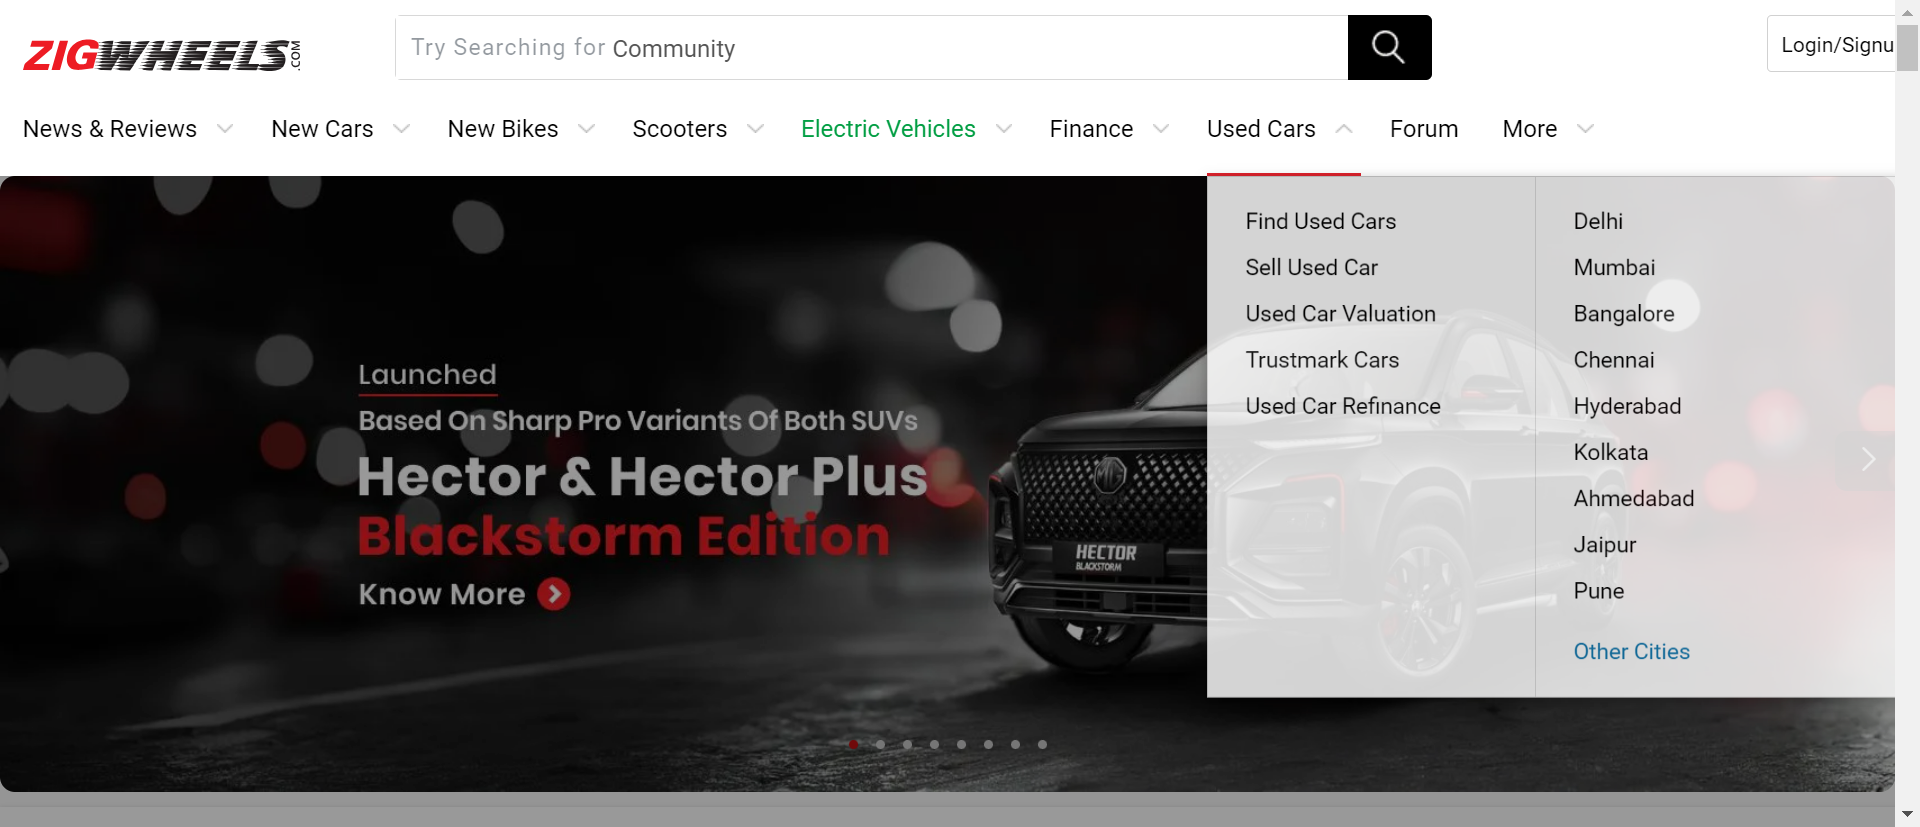 ZIGWHEELS.COM
Try Searching for Community
Login/Signu
News & Reviews
New Cars
New Bikes
Scooters
Electric Vehicles
Finance
Used Cars
Forum
More
Find Used Cars
Sell Used Car
Used Car Valuation
Trustmark Cars
Used Car Refinance
Delhi
Mumbai
Bangalore
Chennai
Hyderabad
Kolkata
Ahmedabad
Jaipur
Pune
Other Cities
Launched
Based On Sharp Pro Variants Of Both SUVs
Hector & Hector Plus
Blackstorm Edition
Know More
MG
HECTOR
BLACKSTORM